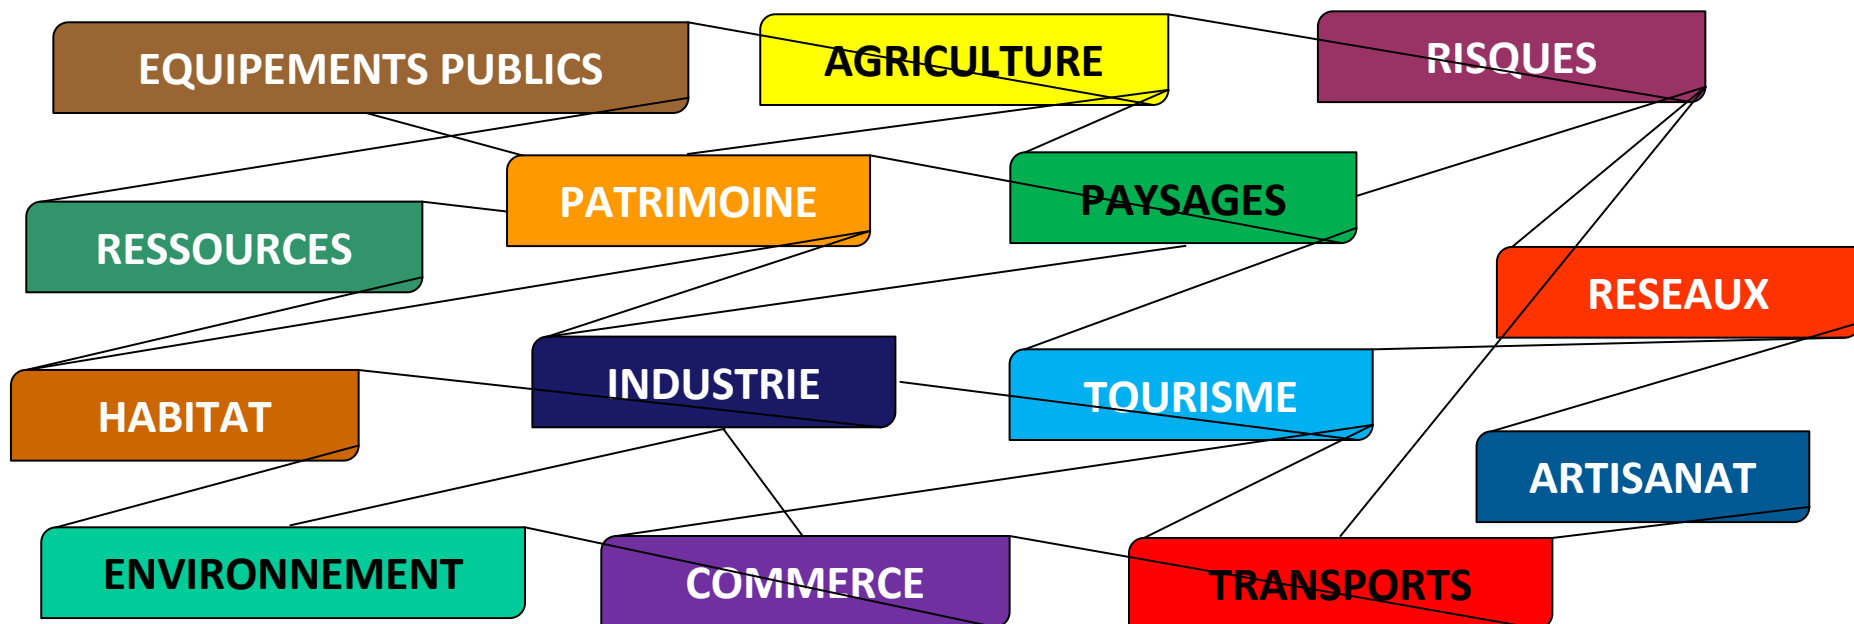 EQUIPEMENTS PUBLICS
AGRICULTURE
RISQUES
PATRIMOINE
PAYSAGES
RESSOURCES
RESEAUX
INDUSTRIE
TOURISME
HABITAT
ARTISANAT
ENVIRONNEMENT
COMMERCE
TRANSPORTS